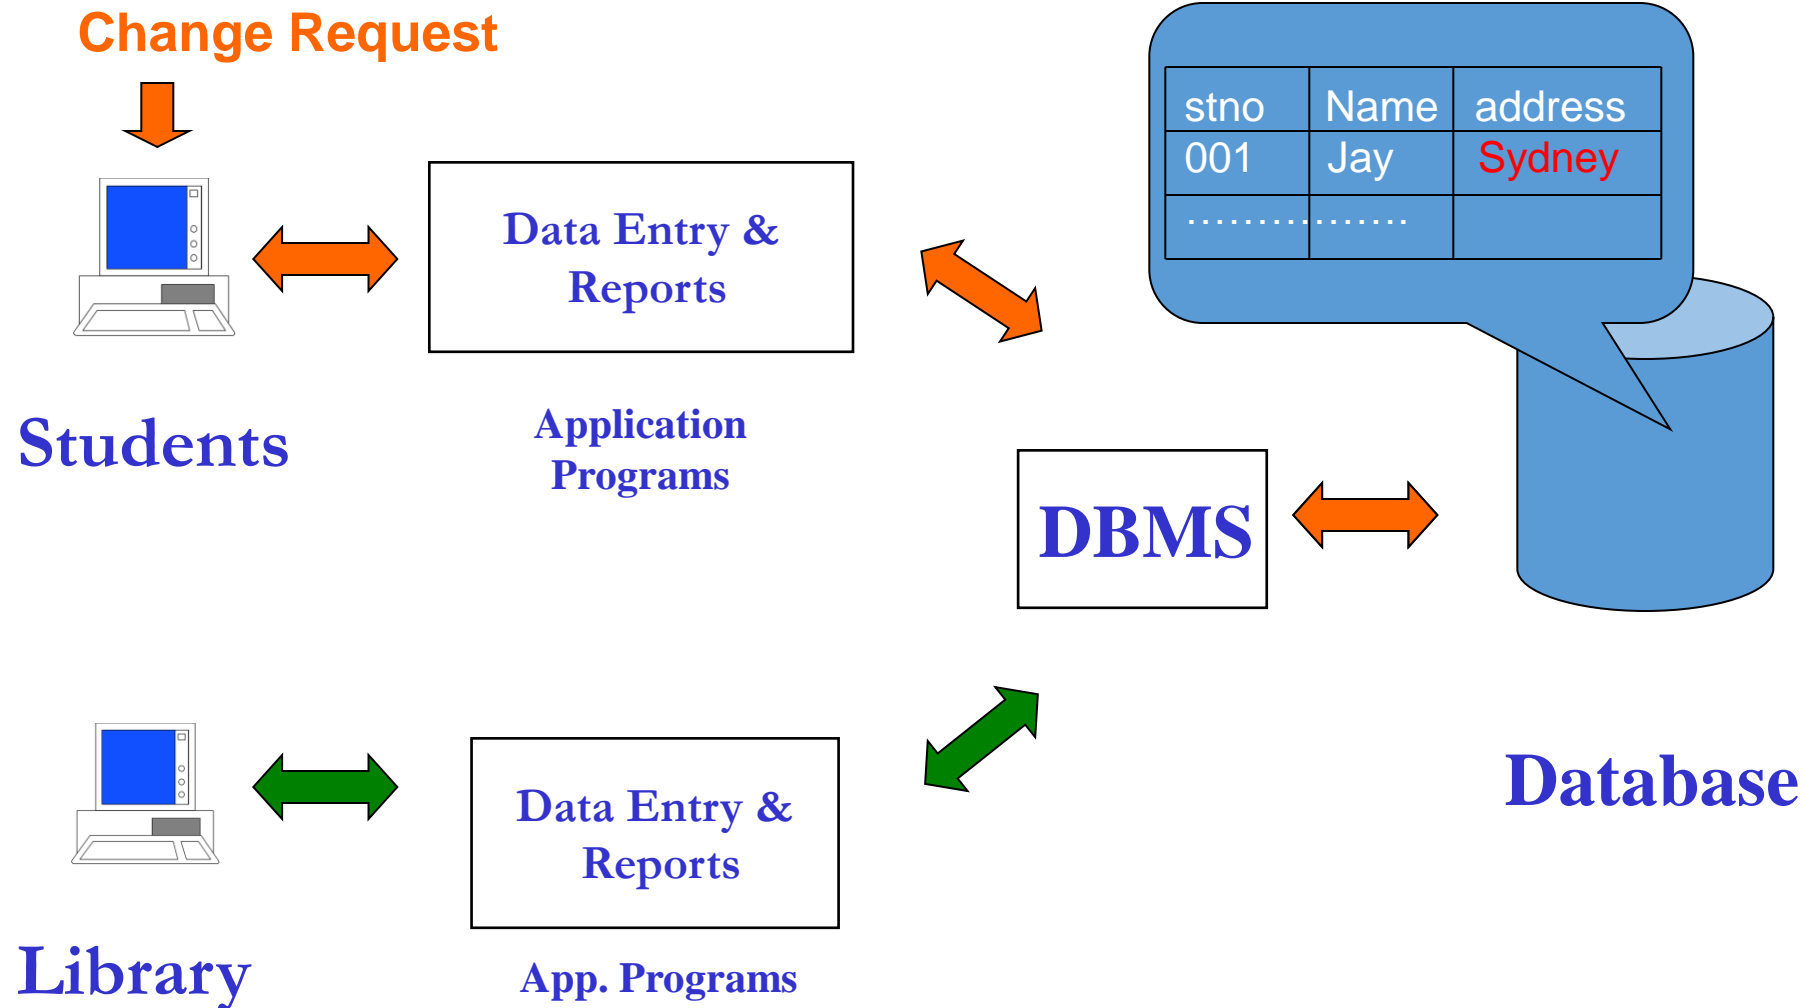 Change Request
stno Name address
001 Jay Sydney
................
Data Entry &
Reports
Students
Application
Programs
DBMS
Database
Data Entry &
Reports
Library
App. Programs